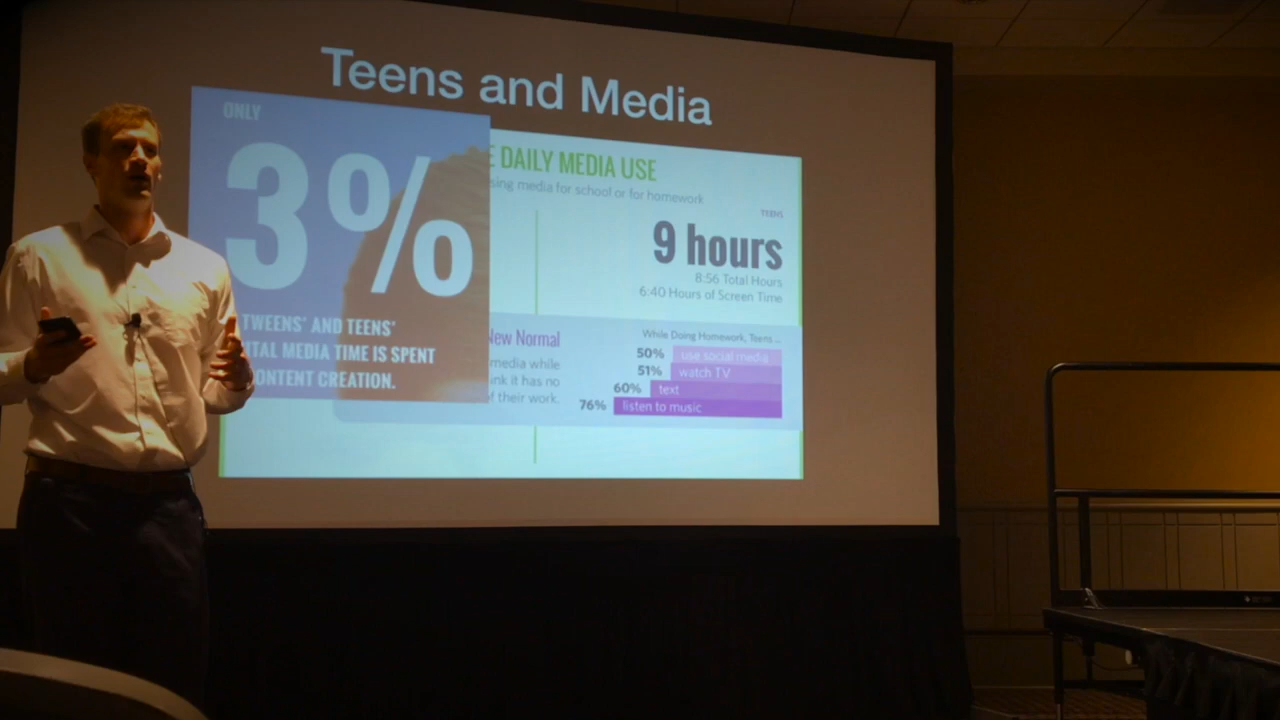 Teens and Media
ONLY
3%
TWEENS* AND TEENS'
ITAL MEDIA TIME IS SPENT
ONTENT CREATION.
E DAILY MEDIA USE
sing media for school or for homework
TEENS
9 hours
8:56 Total Hours
6:40 Hours of Screen Time
New Normal
media while
ink it has no
of their work.
While Doing Homework, Teens ...
50% use social media
51% watch TV
60% text
76% listen to music